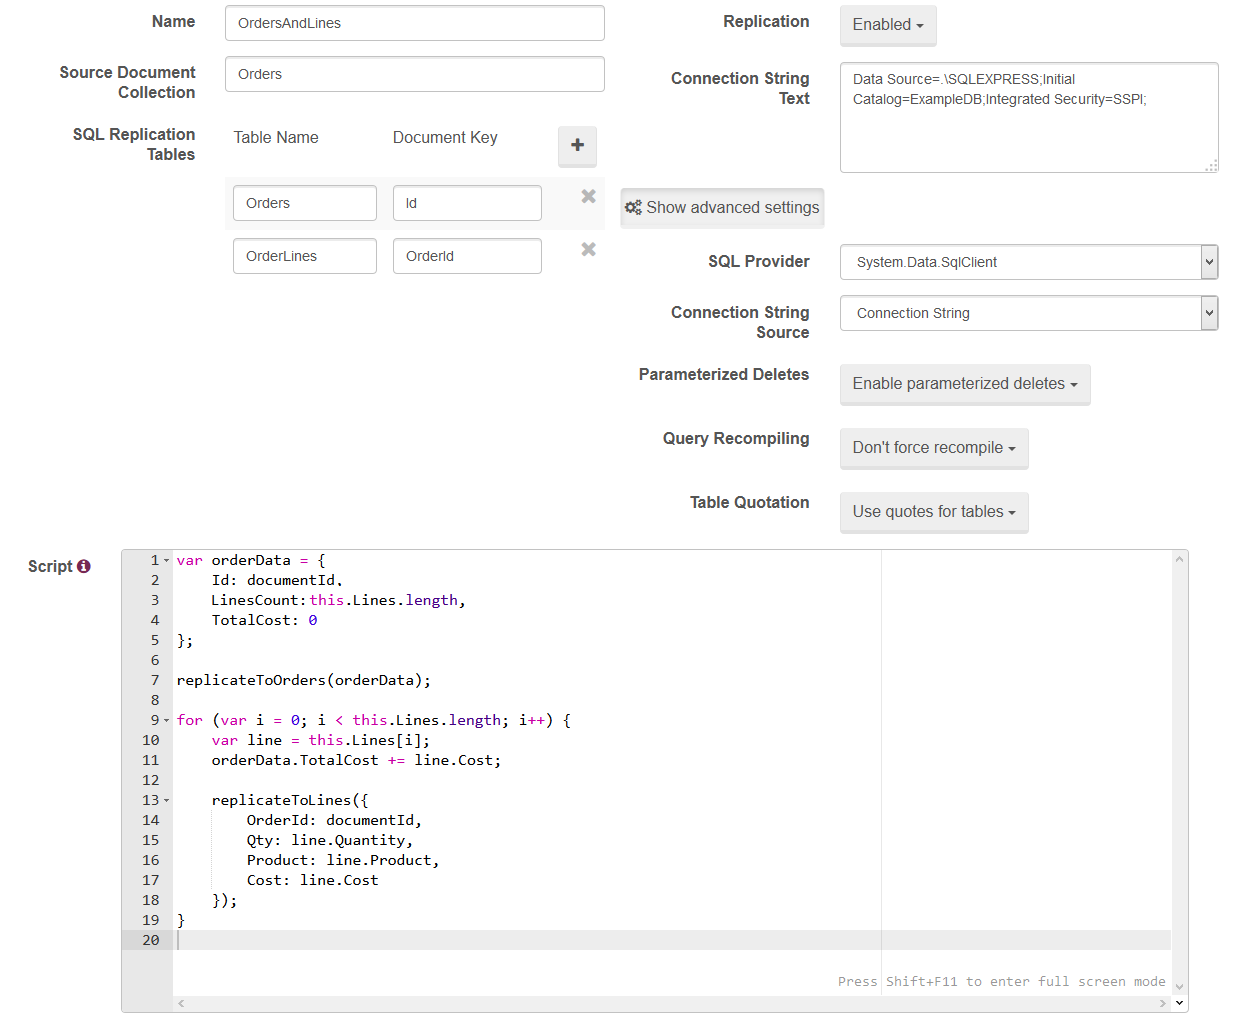 Name
OrdersAndLines
Source Document
Collection
Orders
SQL Replication
Tables
Table Name
Document Key
Orders
Id
OrderLines
OrderId
Replication
Enabled
Connection String
Text
Data Source=.\SQLEXPRESS;Initial
Catalog=ExampleDB;Integrated Security=SSPI;
Show advanced settings
SQL Provider
System.Data.SqlClient
Connection String
Source
Connection String
Parameterized Deletes
Enable parameterized deletes
Query Recompiling
Don't force recompile
Table Quotation
Use quotes for tables
Script
1 var orderData = {
2     Id: documentId,
3     LinesCount:this.Lines.length,
4     TotalCost: 0
5 };
6
7 replicateToOrders(orderData);
8
9 for (var i = 0; i < this.Lines.length; i++) {
10     var line = this.Lines[i];
11     orderData.TotalCost += line.Cost;
12
13     replicateToLines({
14         OrderId: documentId,
15         Qty: line.Quantity,
16         Product: line.Product,
17         Cost: line.Cost
18     });
19 }
20
Press Shift+F11 to enter full screen mode